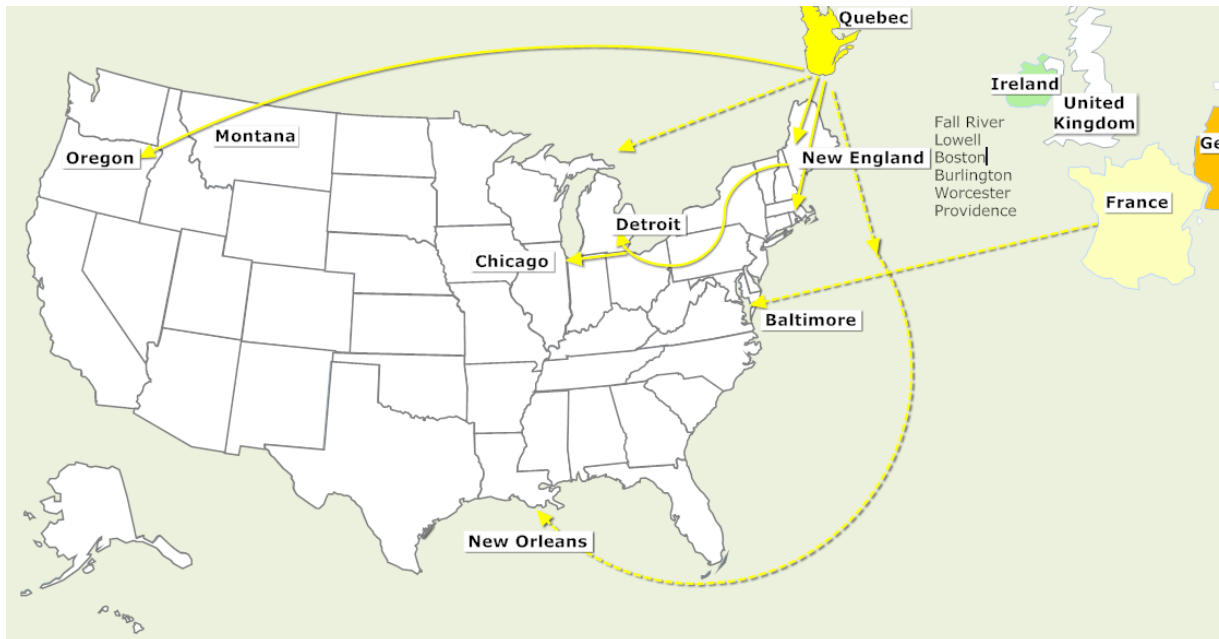 Quebec
Ireland
United
Kingdom
Ge
Montana
Oregon
Fall River
Lowell
Boston
Burlington
Worcester
Providence
New England
France
Detroit
Chicago
Baltimore
New Orleans